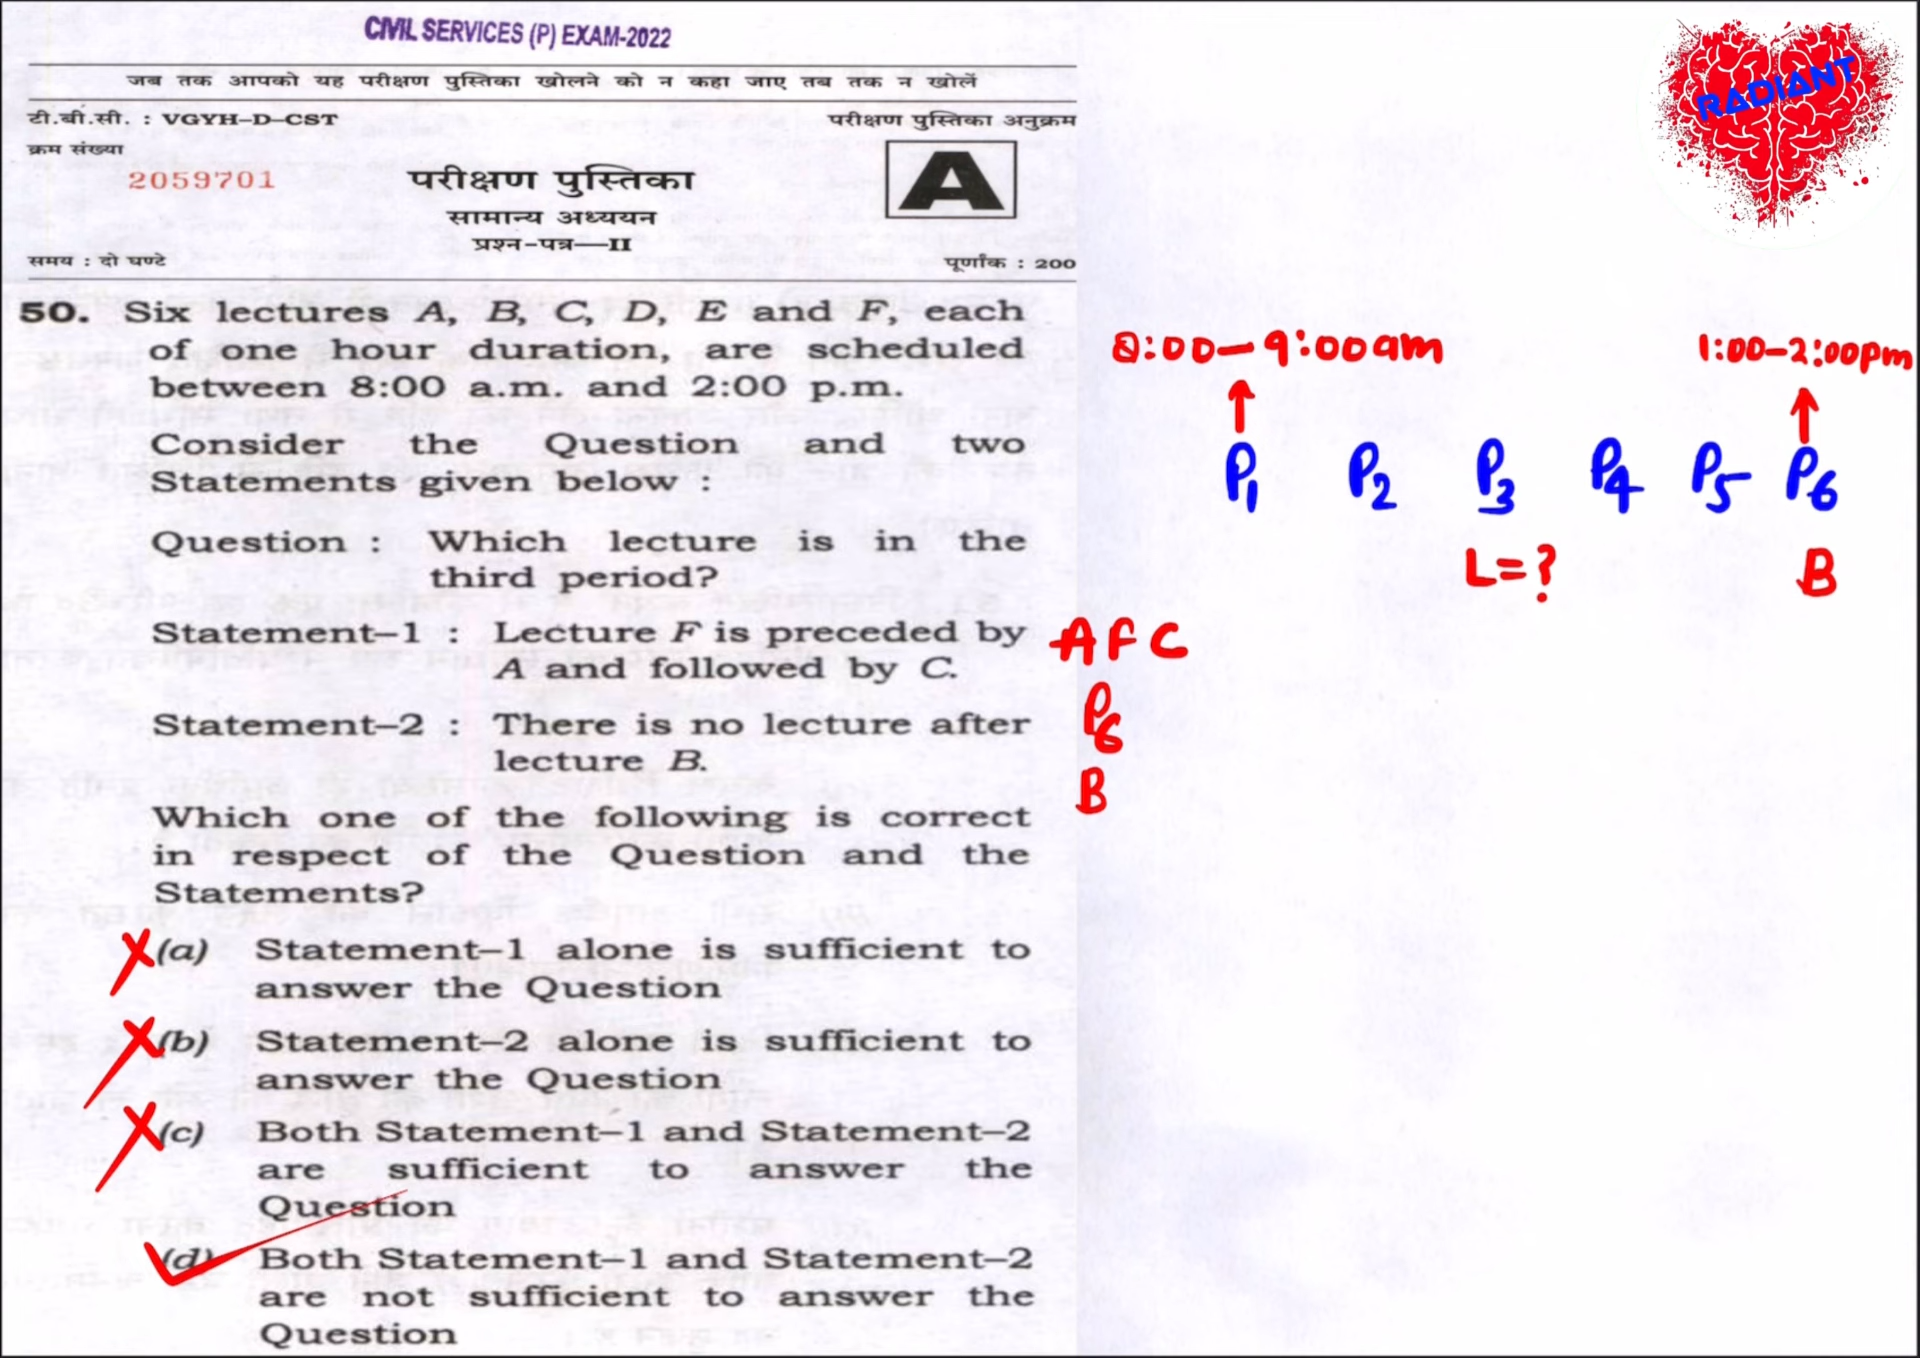 CIVIL SERVICES (P) EXAM-2022
RADIANT
जब तक आपको यह परीक्षण पुस्तिका खोलने को न कहा जाए तब तक न खोलें
टी.बी.सी. : VGYH-D-CST
परीक्षण पुस्तिका अनुक्रम
क्रम संख्या
2059701
परीक्षण पुस्तिका
A
सामान्य अध्ययन
प्रश्न-पत्र—II
समय : दो घण्टे
पूर्णांक : 200
50. Six lectures A, B, C, D, E and F, each
of one hour duration, are scheduled
between 8:00 a.m. and 2:00 p.m.
Consider the Question and two
Statements given below :
Question : Which lecture is in the
third period?
Statement-1 : Lecture F is preceded by
A and followed by C.
Statement-2 : There is no lecture after
lecture B.
Which one of the following is correct
in respect of the Question and the
Statements?
(a) Statement-1 alone is sufficient to
answer the Question
(b) Statement-2 alone is sufficient to
answer the Question
(c) Both Statement-1 and Statement-2
are sufficient to answer the
Question
(d) Both Statement-1 and Statement-2
are not sufficient to answer the
Question
8:00-9:00am
1:00-2:00pm
P1 P2 P3 P4 P5 P6
L=? B
A F C
P6
B